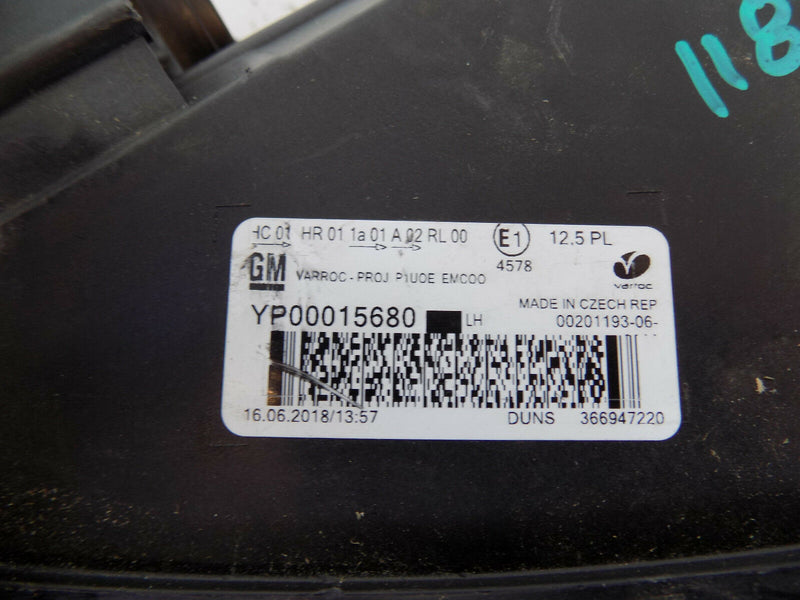 118
HC 01 HR 01 1a 01 A 02 RL 00 E1 12.5 PL
4578
GM VARROC - PROJ P1UOE EMC00
varroc
MADE IN CZECH REP
YP00015680 LH 00201193-06-
16.06.2018/13:57 DUNS 366947220